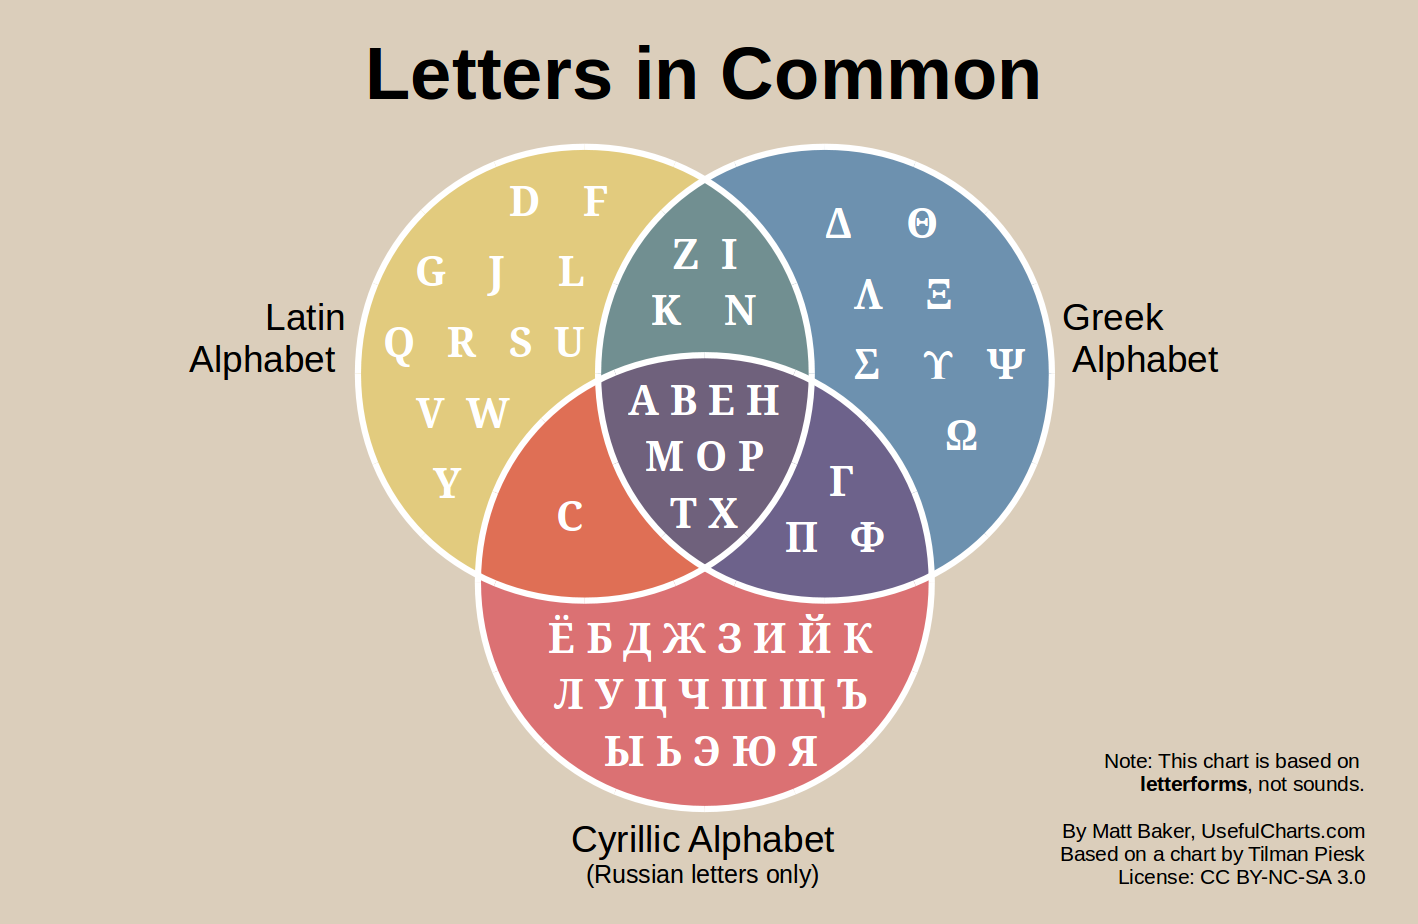 Letters in Common
D F
G J L
Q R S U
V W
Y
Z I
K N
Δ Θ
Λ Ξ
Σ ϒ Ψ
Ω
Latin
Alphabet
Greek
Alphabet
A B E H
M O P
T X
C
Γ
Π Φ
Ё Б Д Ж З И Й К
Л У Ц Ч Ш Щ Ъ
Ы Ь Э Ю Я
Cyrillic Alphabet
(Russian letters only)
Note: This chart is based on
letterforms, not sounds.
By Matt Baker, UsefulCharts.com
Based on a chart by Tilman Piesk
License: CC BY-NC-SA 3.0